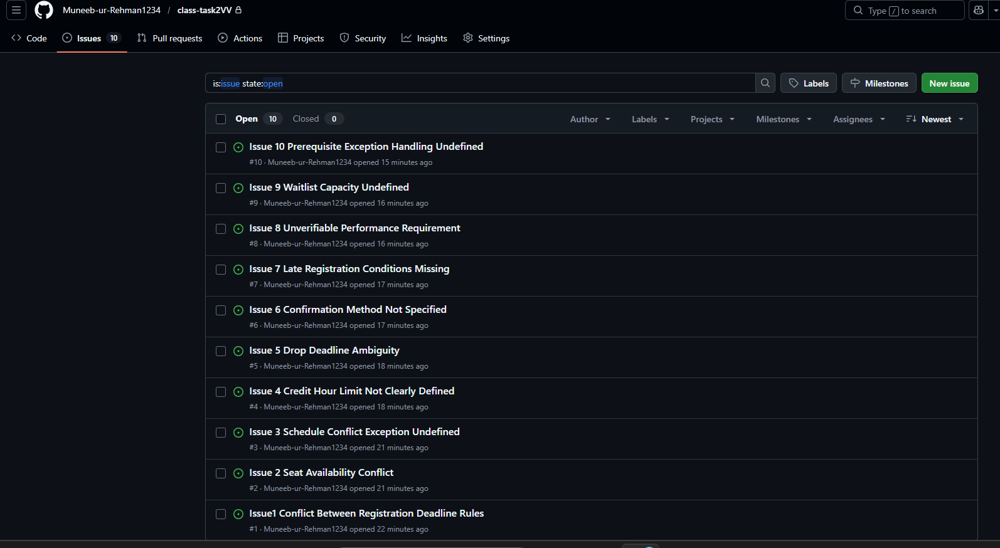 Muneeb-ur-Rehman1234 / class-task2VV
Type / to search
Code Issues 10 Pull requests Actions Projects Security Insights Settings
is:issue state:open
Labels Milestones New issue
Open 10 Closed 0 Author Labels Projects Milestones Assignees Newest
Issue 10 Prerequisite Exception Handling Undefined
#10 · Muneeb-ur-Rehman1234 opened 15 minutes ago
Issue 9 Waitlist Capacity Undefined
#9 · Muneeb-ur-Rehman1234 opened 16 minutes ago
Issue 8 Unverifiable Performance Requirement
#8 · Muneeb-ur-Rehman1234 opened 16 minutes ago
Issue 7 Late Registration Conditions Missing
#7 · Muneeb-ur-Rehman1234 opened 17 minutes ago
Issue 6 Confirmation Method Not Specified
#6 · Muneeb-ur-Rehman1234 opened 17 minutes ago
Issue 5 Drop Deadline Ambiguity
#5 · Muneeb-ur-Rehman1234 opened 18 minutes ago
Issue 4 Credit Hour Limit Not Clearly Defined
#4 · Muneeb-ur-Rehman1234 opened 18 minutes ago
Issue 3 Schedule Conflict Exception Undefined
#3 · Muneeb-ur-Rehman1234 opened 21 minutes ago
Issue 2 Seat Availability Conflict
#2 · Muneeb-ur-Rehman1234 opened 21 minutes ago
Issue1 Conflict Between Registration Deadline Rules
#1 · Muneeb-ur-Rehman1234 opened 22 minutes ago